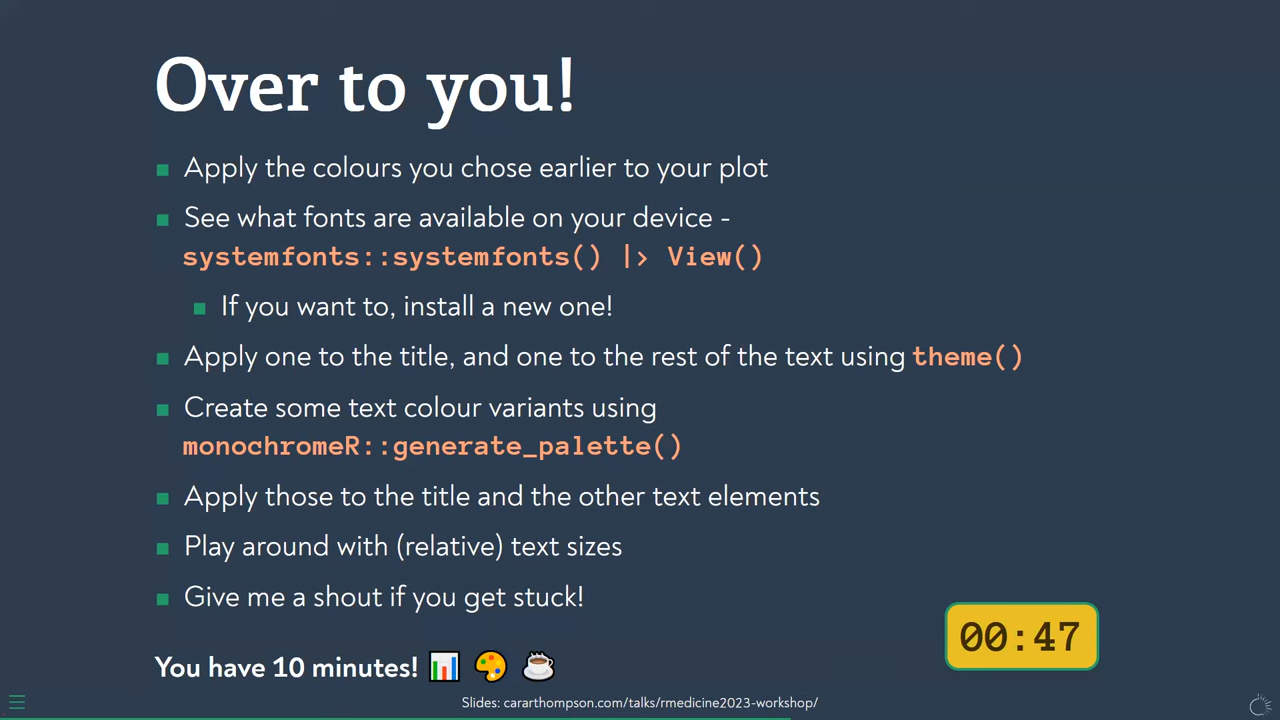 Over to you!
Apply the colours you chose earlier to your plot
See what fonts are available on your device -
systemfonts::systemfonts() |> View()
If you want to, install a new one!
Apply one to the title, and one to the rest of the text using theme()
Create some text colour variants using
monochromeR::generate_palette()
Apply those to the title and the other text elements
Play around with (relative) text sizes
Give me a shout if you get stuck!
00:47
You have 10 minutes! 📊 🎨 ☕
Slides: cararthompson.com/talks/rmedicine2023-workshop/